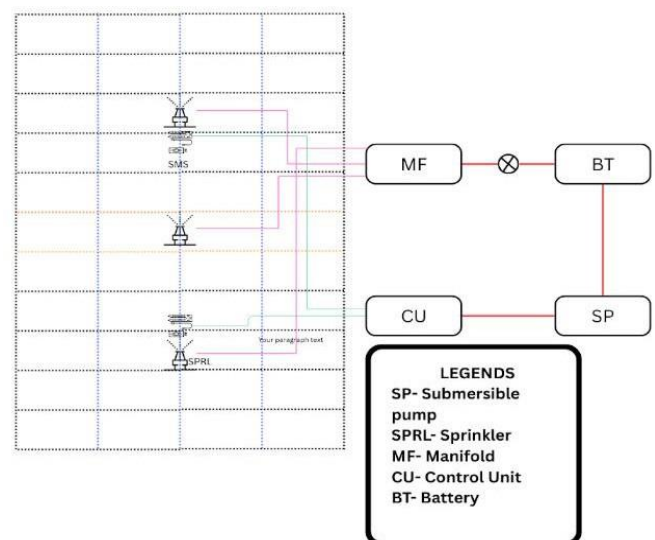 SMS
MF
BT
CU
SP
Your paragraph text
SPRL
LEGENDS
SP- Submersible
pump
SPRL- Sprinkler
MF- Manifold
CU- Control Unit
BT- Battery